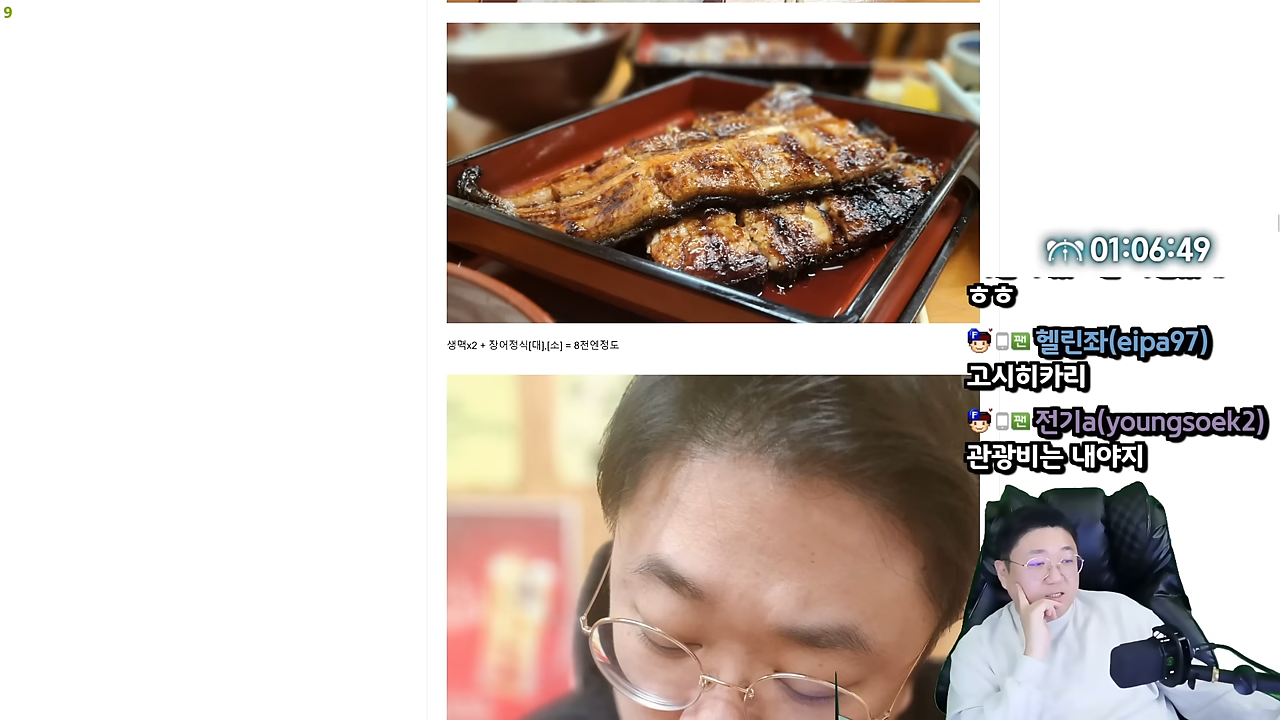 9
생맥x2 + 장어정식[대],[소] = 8천엔정도
01:06:49
ㅎㅎ
헬린좌(eipa97)
고시히카리
전기a(youngsoek2)
관광비는 내야지